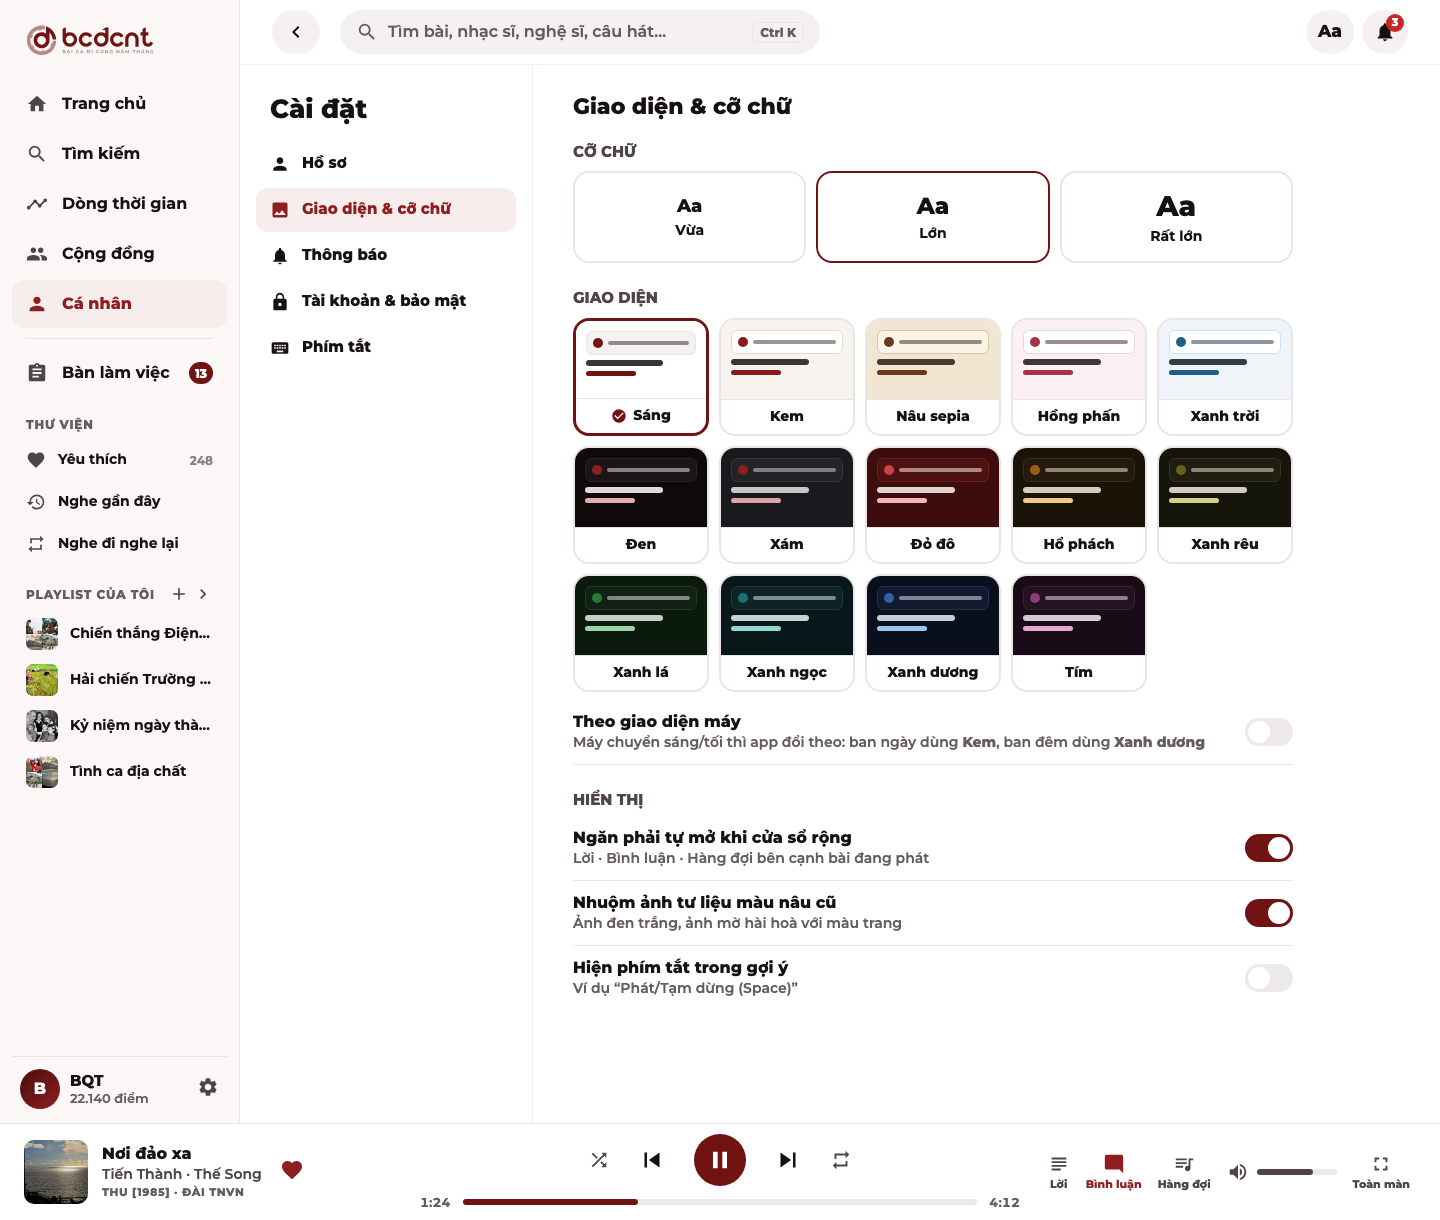 bcdcnt
BÀI CA ĐI CÙNG NĂM THÁNG
Trang chủ
Tìm kiếm
Dòng thời gian
Cộng đồng
Cá nhân
Bàn làm việc 13
THƯ VIỆN
Yêu thích 248
Nghe gần đây
Nghe đi nghe lại
PLAYLIST CỦA TÔI
Chiến thắng Điện...
Hải chiến Trường ...
Kỷ niệm ngày thà...
Tình ca địa chất
B
BQT
22.140 điểm
Tìm bài, nhạc sĩ, nghệ sĩ, câu hát... Ctrl K
Aa
3
Cài đặt
Hồ sơ
Giao diện & cỡ chữ
Thông báo
Tài khoản & bảo mật
Phím tắt
Giao diện & cỡ chữ
CỠ CHỮ
Aa Aa Aa
Vừa Lớn Rất lớn
GIAO DIỆN
Sáng Kem Nâu sepia Hồng phấn Xanh trời
Đen Xám Đỏ đô Hổ phách Xanh rêu
Xanh lá Xanh ngọc Xanh dương Tím
Theo giao diện máy
Máy chuyển sáng/tối thì app đổi theo: ban ngày dùng Kem, ban đêm dùng Xanh dương
HIỂN THỊ
Ngăn phải tự mở khi cửa sổ rộng
Lời · Bình luận · Hàng đợi bên cạnh bài đang phát
Nhuộm ảnh tư liệu màu nâu cũ
Ảnh đen trắng, ảnh mờ hài hoà với màu trang
Hiện phím tắt trong gợi ý
Ví dụ “Phát/Tạm dừng (Space)”
Nơi đảo xa
Tiến Thành · Thế Song
THU [1985] · ĐÀI TNVN
1:24 4:12
Lời Bình luận Hàng đợi Toàn màn